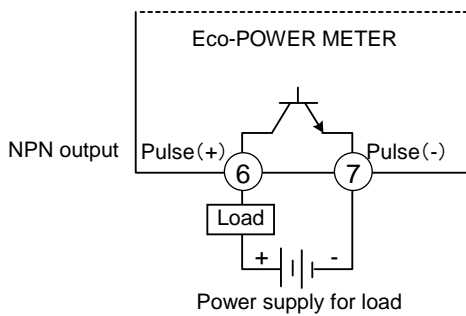 Eco-POWER METER
NPN output
Pulse（+）
Pulse（-）
6
7
Load
+
-
Power supply for load